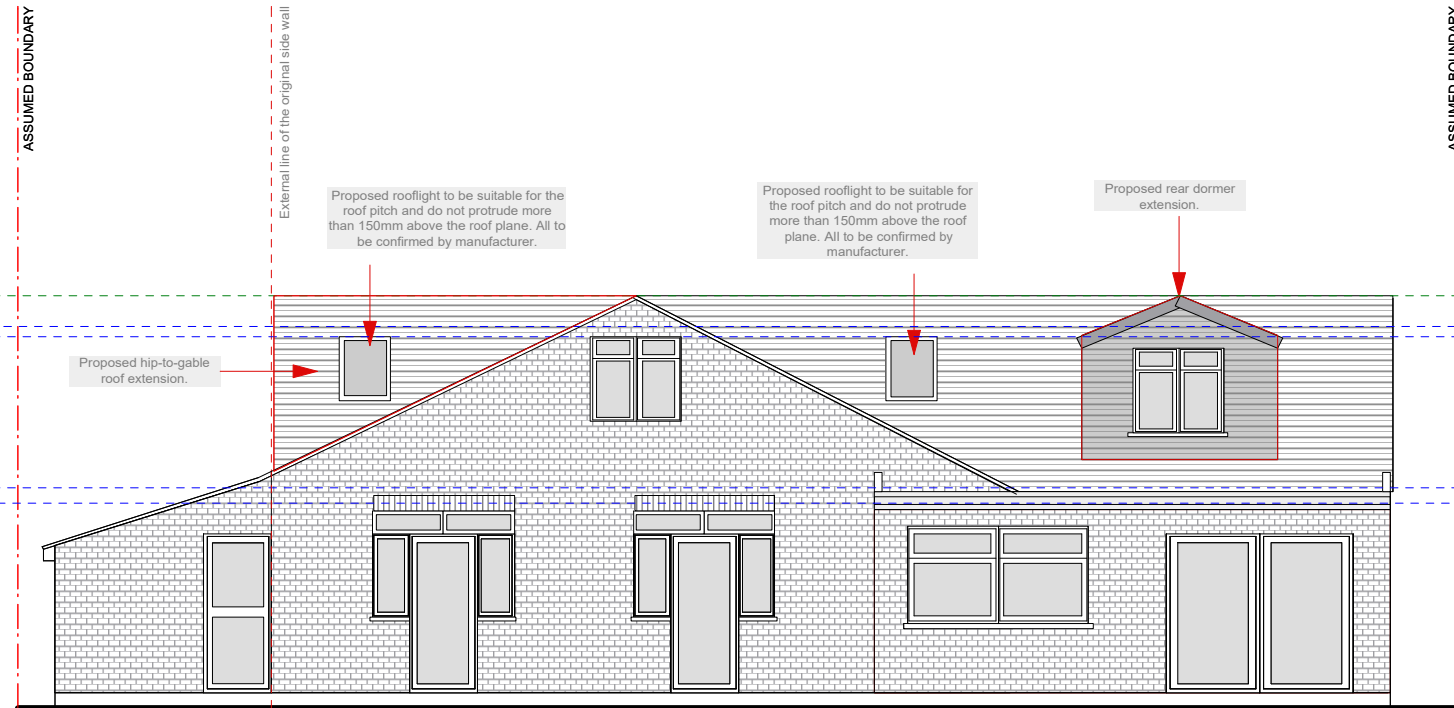 ASSUMED BOUNDARY
External line of the original side wall
Proposed rooflight to be suitable for the
roof pitch and do not protrude more
than 150mm above the roof plane. All to
be confirmed by manufacturer.
Proposed rooflight to be suitable for
the roof pitch and do not protrude
more than 150mm above the roof
plane. All to be confirmed by
manufacturer.
Proposed rear dormer
extension.
ASSUMED BOUNDARY
Proposed hip-to-gable
roof extension.